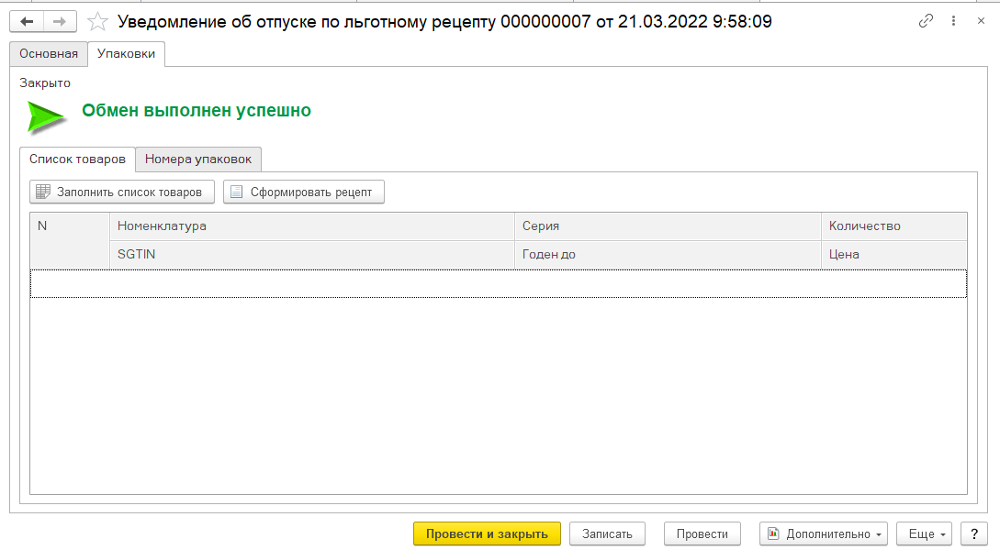 Уведомление об отпуске по льготному рецепту 000000007 от 21.03.2022 9:58:09
Основная Упаковки
Закрыто
Обмен выполнен успешно
Список товаров Номера упаковок
Заполнить список товаров Сформировать рецепт
N Номенклатура Серия Количество
SGTIN Годен до Цена
Провести и закрыть Записать Провести Дополнительно Еще ?